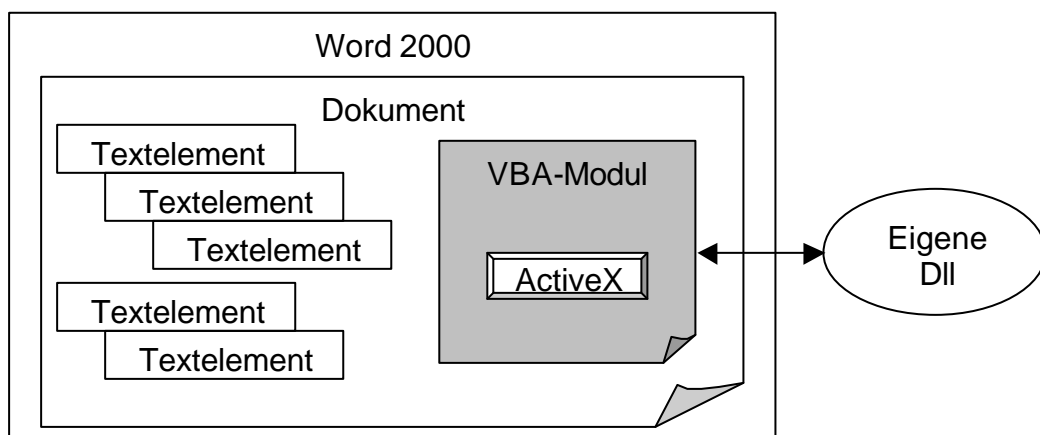 Word 2000
Dokument
Textelement
Textelement
Textelement
Textelement
Textelement
VBA-Modul
ActiveX
Eigene
Dll